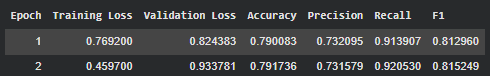 Epoch Training Loss Validation Loss Accuracy Precision Recall F1
1 0.769200 0.824383 0.790083 0.732095 0.913907 0.812960
2 0.459700 0.933781 0.791736 0.731579 0.920530 0.815249